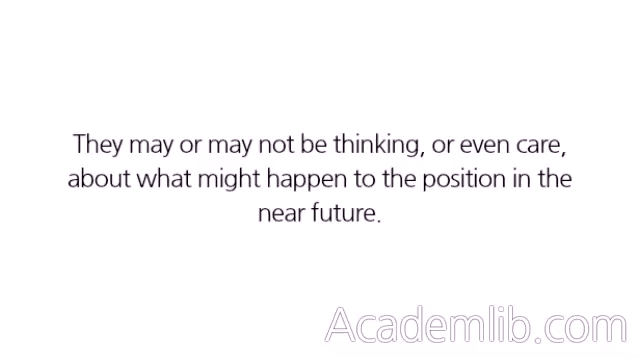 They may or may not be thinking, or even care,
about what might happen to the position in the
near future.
Academlib.com